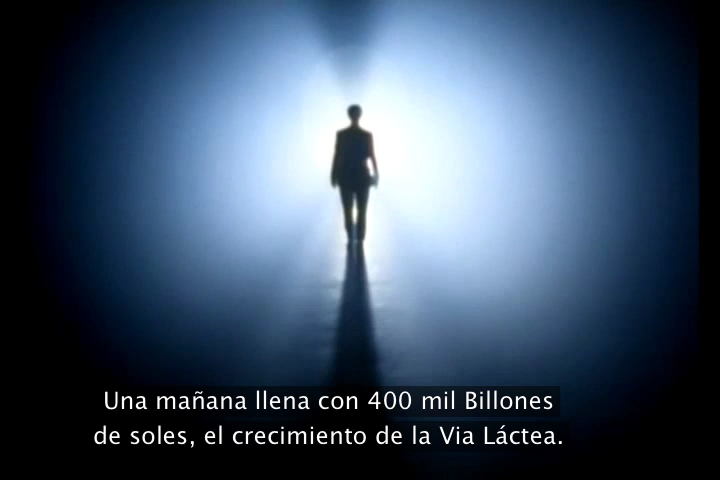 Una mañana llena con 400 mil Billones
de soles, el crecimiento de la Via Láctea.